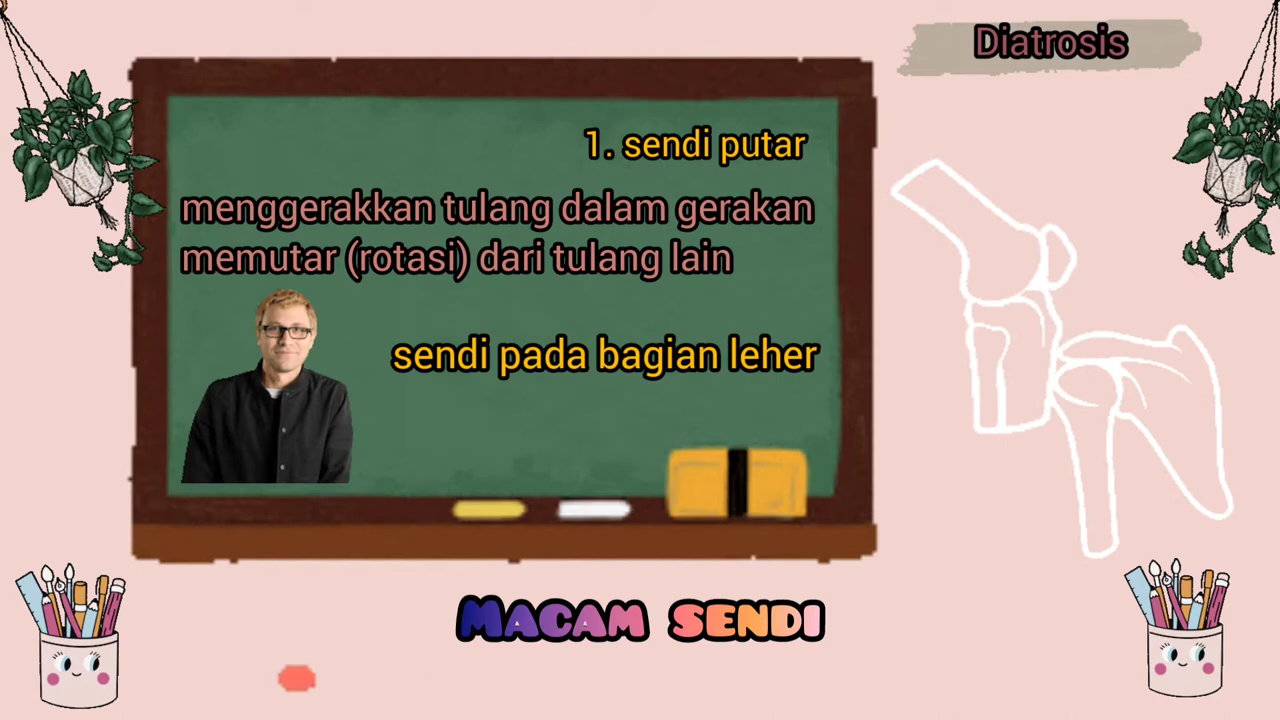 Diatrosis
1. sendi putar
menggerakkan tulang dalam gerakan
memutar (rotasi) dari tulang lain
sendi pada bagian leher
Macam sendi